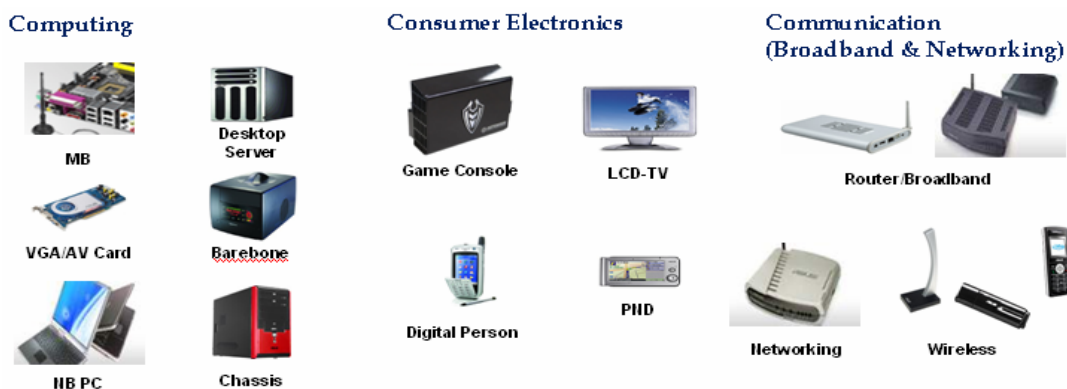 Computing
MB
Desktop
Server
VGA/AV Card
Barebone
NB PC
Chassis
Consumer Electronics
Game Console
LCD-TV
Digital Person
PND
Communication
(Broadband & Networking)
Router/Broadband
ASUS
Networking
Wireless